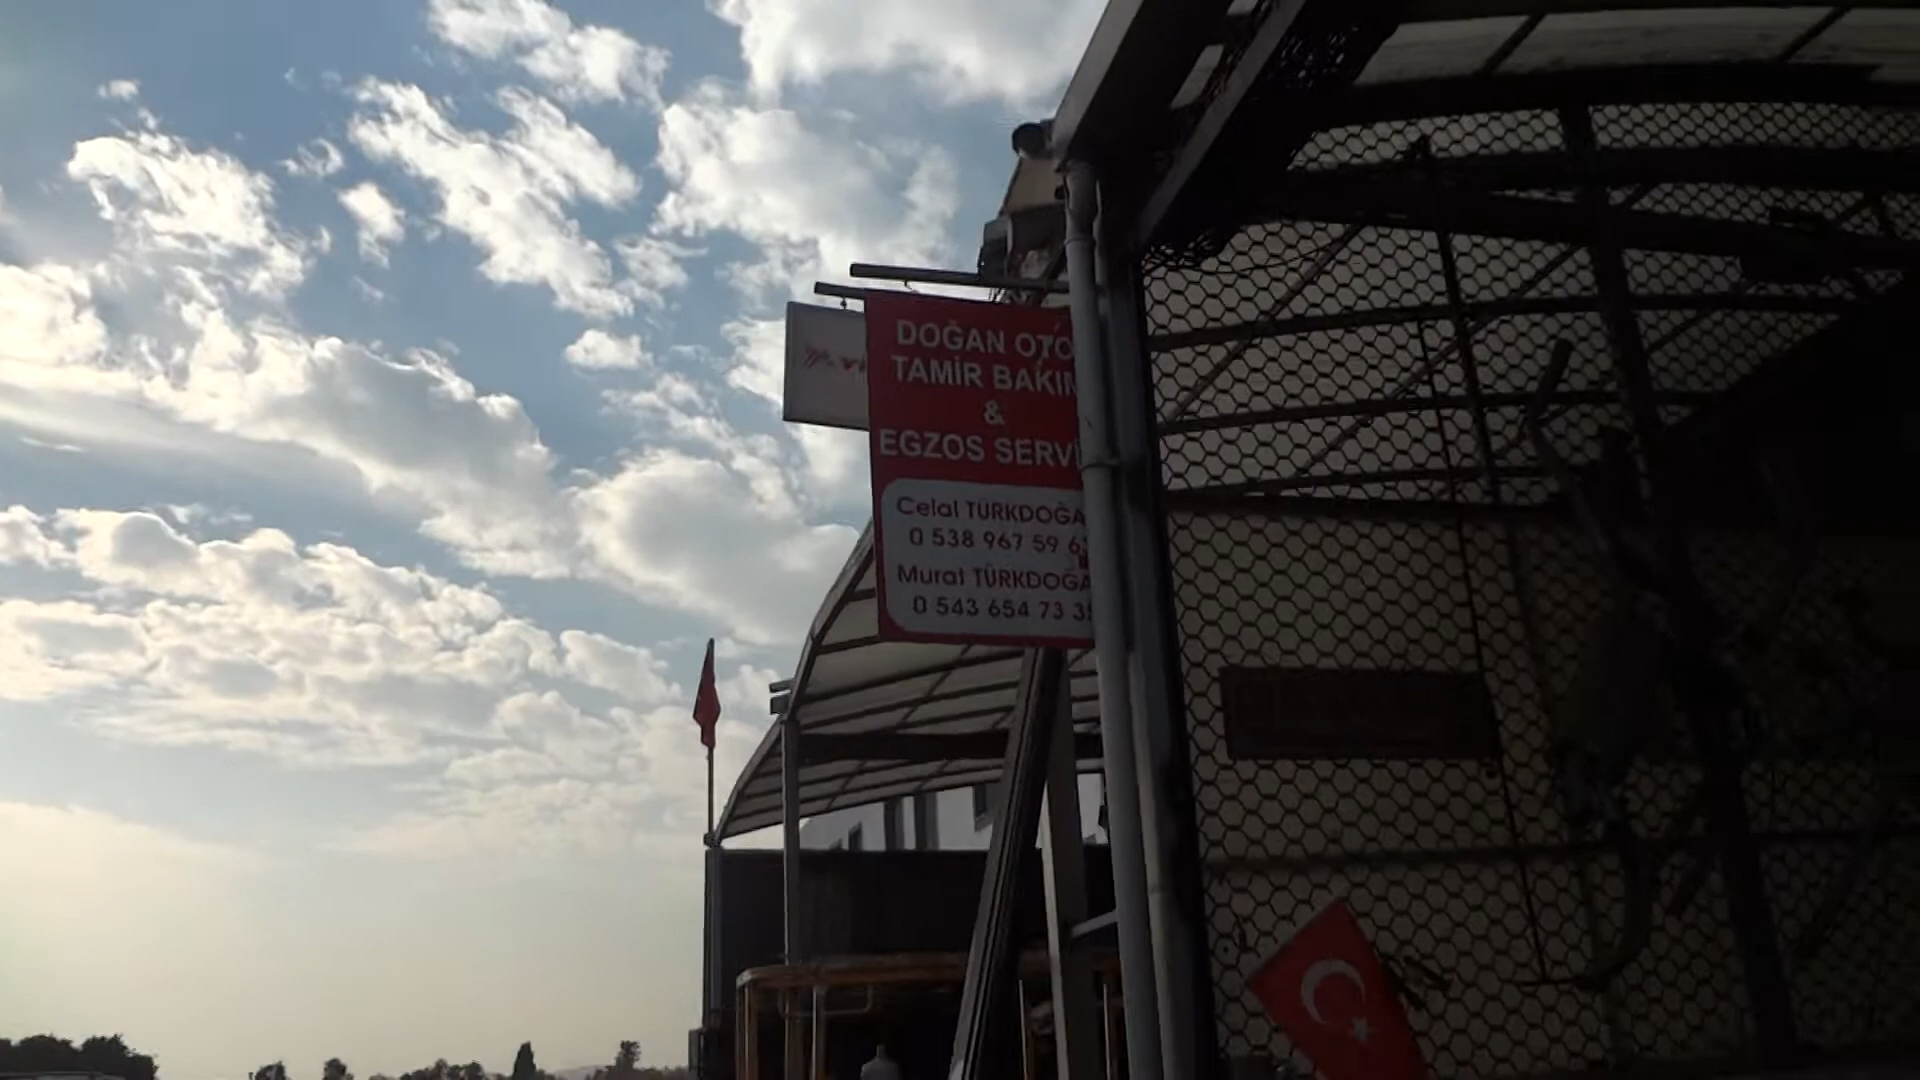 DOĞAN OTO
TAMİR BAKIM
&
EGZOS SERVİ
Celal TÜRKDOĞA
0 538 967 59 6
Murat TÜRKDOĞA
0 543 654 73 3